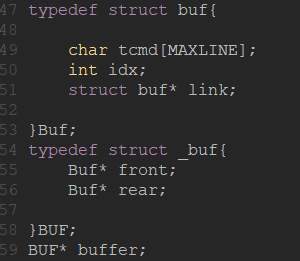 47 typedef struct buf{
48
49 char tcmd[MAXLINE];
50 int idx;
51 struct buf* link;
52
53 }Buf;
54 typedef struct _buf{
55 Buf* front;
56 Buf* rear;
57
58 }BUF;
59 BUF* buffer;